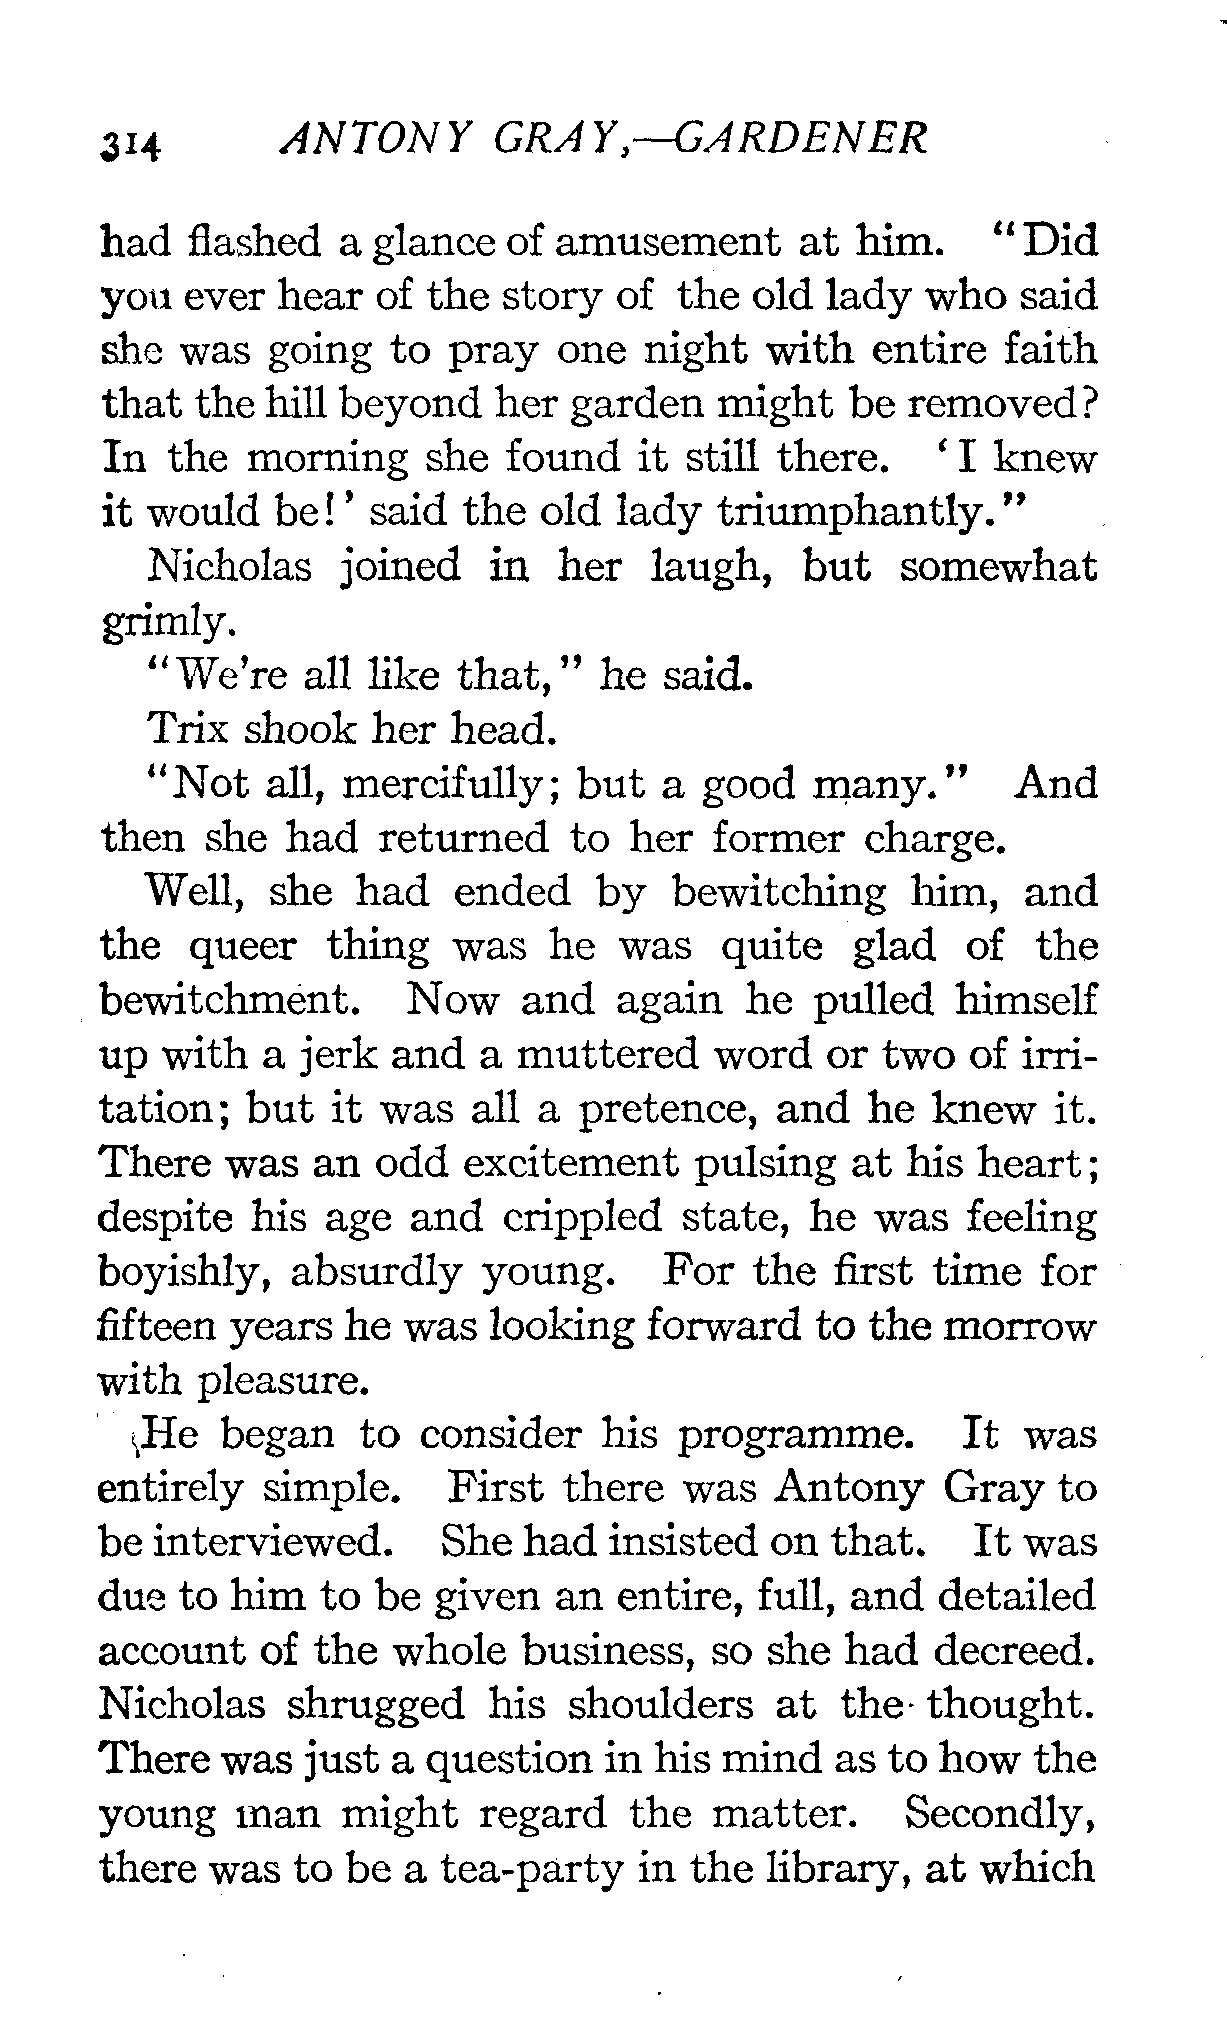 314 ANTONY GRAY,—GARDENER
had flashed a glance of amusement at him. "Did
you ever hear of the story of the old lady who said
she was going to pray one night with entire faith
that the hill beyond her garden might be removed?
In the morning she found it still there. 'I knew
it would be!' said the old lady triumphantly."
Nicholas joined in her laugh, but somewhat
grimly.
"We're all like that," he said.
Trix shook her head.
"Not all, mercifully; but a good many." And
then she had returned to her former charge.
Well, she had ended by bewitching him, and
the queer thing was he was quite glad of the
bewitchment. Now and again he pulled himself
up with a jerk and a muttered word or two of irri-
tation; but it was all a pretence, and he knew it.
There was an odd excitement pulsing at his heart;
despite his age and crippled state, he was feeling
boyishly, absurdly young. For the first time for
fifteen years he was looking forward to the morrow
with pleasure.
He began to consider his programme. It was
entirely simple. First there was Antony Gray to
be interviewed. She had insisted on that. It was
due to him to be given an entire, full, and detailed
account of the whole business, so she had decreed.
Nicholas shrugged his shoulders at the thought.
There was just a question in his mind as to how the
young man might regard the matter. Secondly,
there was to be a tea-party in the library, at which